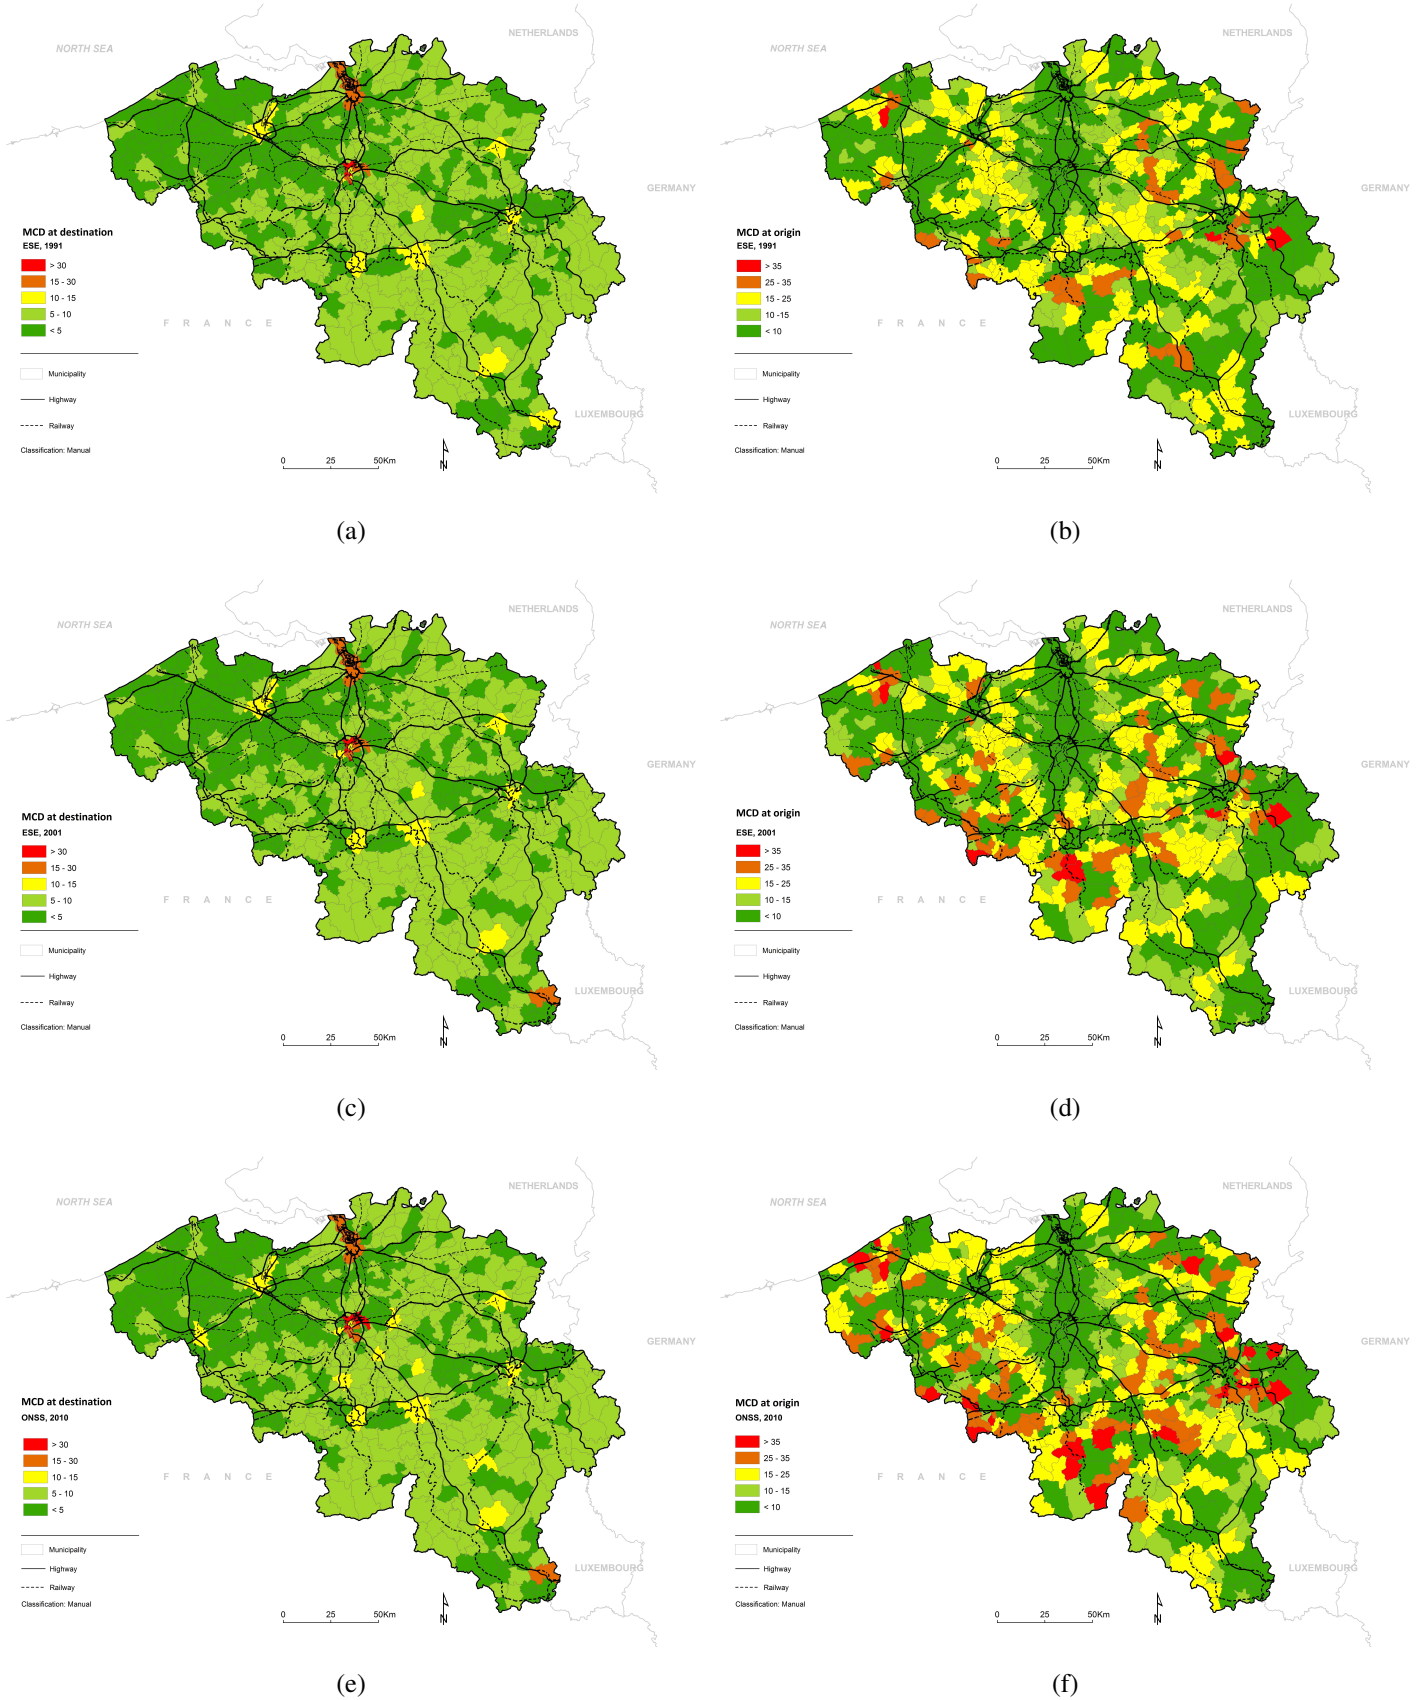 NORTH SEA
NETHERLANDS
GERMANY
F R A N C E
LUXEMBOURG
MCD at destination
ESE, 1991
> 30
15 - 30
10 - 15
5 - 10
< 5
Municipality
Highway
Railway
Classification: Manual
0 25 50Km
N
(a)
NORTH SEA
NETHERLANDS
GERMANY
F R A N C E
LUXEMBOURG
MCD at origin
ESE, 1991
> 35
25 - 35
15 - 25
10 -15
< 10
Municipality
Highway
Railway
Classification: Manual
0 25 50Km
N
(b)
NORTH SEA
NETHERLANDS
GERMANY
F R A N C E
LUXEMBOURG
MCD at destination
ESE, 2001
> 30
15 - 30
10 - 15
5 - 10
< 5
Municipality
Highway
Railway
Classification: Manual
0 25 50Km
N
(c)
NORTH SEA
NETHERLANDS
GERMANY
F R A N C E
LUXEMBOURG
MCD at origin
ESE, 2001
> 35
25 - 35
15 - 25
10 - 15
< 10
Municipality
Highway
Railway
Classification: Manual
0 25 50Km
N
(d)
NORTH SEA
NETHERLANDS
GERMANY
F R A N C E
LUXEMBOURG
MCD at destination
ONSS, 2010
> 30
15 - 30
10 - 15
5 - 10
< 5
Municipality
Highway
Railway
Classification: Manual
0 25 50Km
N
(e)
NORTH SEA
NETHERLANDS
GERMANY
F R A N C E
LUXEMBOURG
MCD at origin
ONSS, 2010
> 35
25 - 35
15 - 25
10 - 15
< 10
Municipality
Highway
Railway
Classification: Manual
0 25 50Km
N
(f)